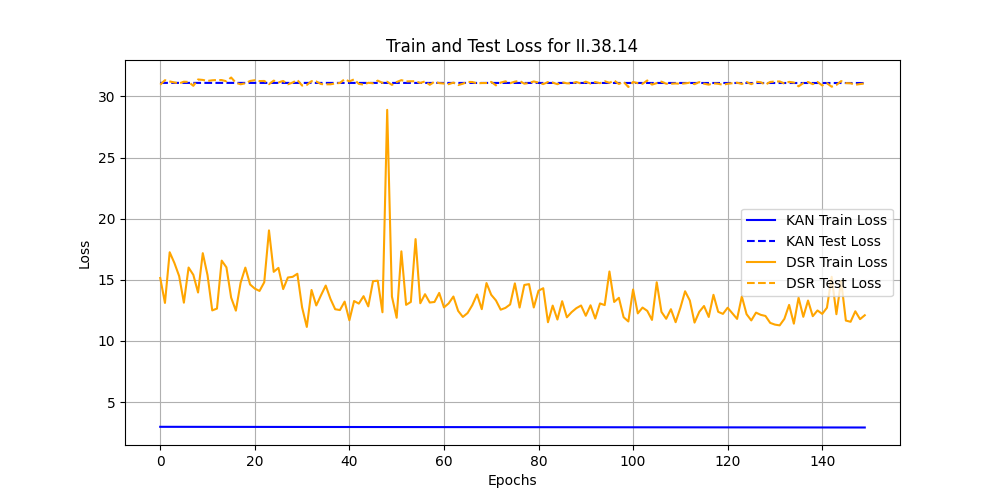 Train and Test Loss for II.38.14
30
25
20
15
10
5
Loss
KAN Train Loss
KAN Test Loss
DSR Train Loss
DSR Test Loss
0 20 40 60 80 100 120 140
Epochs